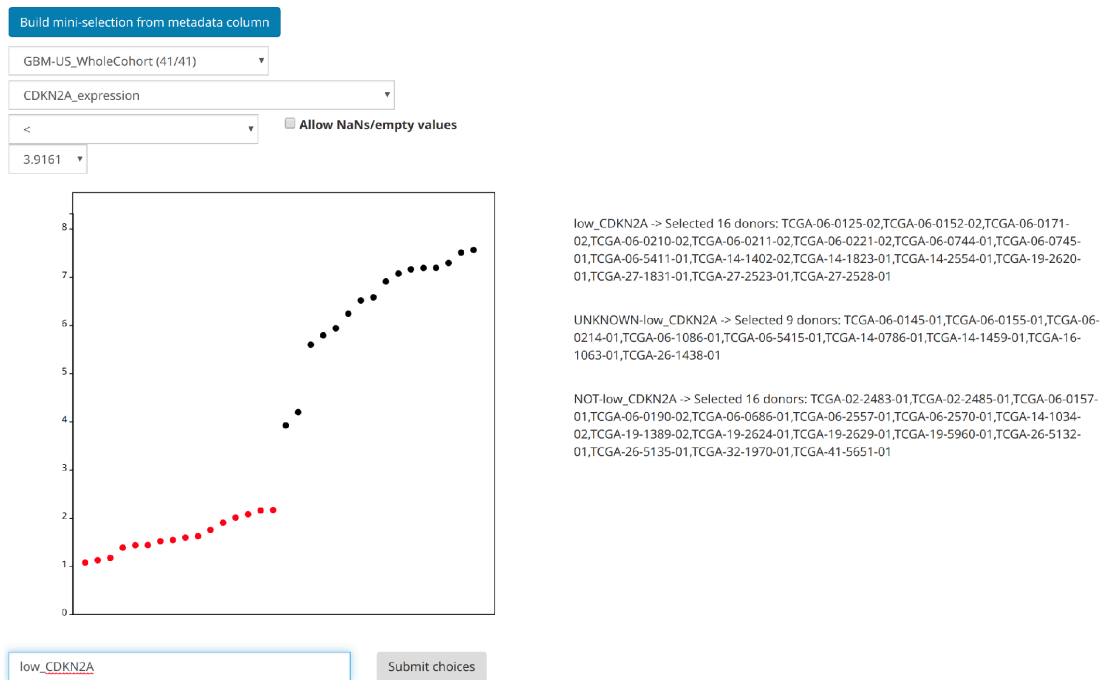 Build mini-selection from metadata column
GBM-US_WholeCohort (41/41)
CDKN2A_expression
<
Allow NaNs/empty values
3.9161
8
7
6
5
4
3
2
1
0
low_CDKN2A -> Selected 16 donors: TCGA-06-0125-02,TCGA-06-0152-02,TCGA-06-0171-
02,TCGA-06-0210-02,TCGA-06-0211-02,TCGA-06-0221-02,TCGA-06-0744-01,TCGA-06-0745-
01,TCGA-06-5411-01,TCGA-14-1402-02,TCGA-14-1823-01,TCGA-14-2554-01,TCGA-19-2620-
01,TCGA-27-1831-01,TCGA-27-2523-01,TCGA-27-2528-01
UNKNOWN-low_CDKN2A -> Selected 9 donors: TCGA-06-0145-01,TCGA-06-0155-01,TCGA-06-
0214-01,TCGA-06-1086-01,TCGA-06-5415-01,TCGA-14-0786-01,TCGA-14-1459-01,TCGA-16-
1063-01,TCGA-26-1438-01
NOT-low_CDKN2A -> Selected 16 donors: TCGA-02-2483-01,TCGA-02-2485-01,TCGA-06-0157-
01,TCGA-06-0190-02,TCGA-06-0686-01,TCGA-06-2557-01,TCGA-06-2570-01,TCGA-14-1034-
02,TCGA-19-1389-02,TCGA-19-2624-01,TCGA-19-2629-01,TCGA-19-5960-01,TCGA-26-5132-
01,TCGA-26-5135-01,TCGA-32-1970-01,TCGA-41-5651-01
low_CDKN2A
Submit choices